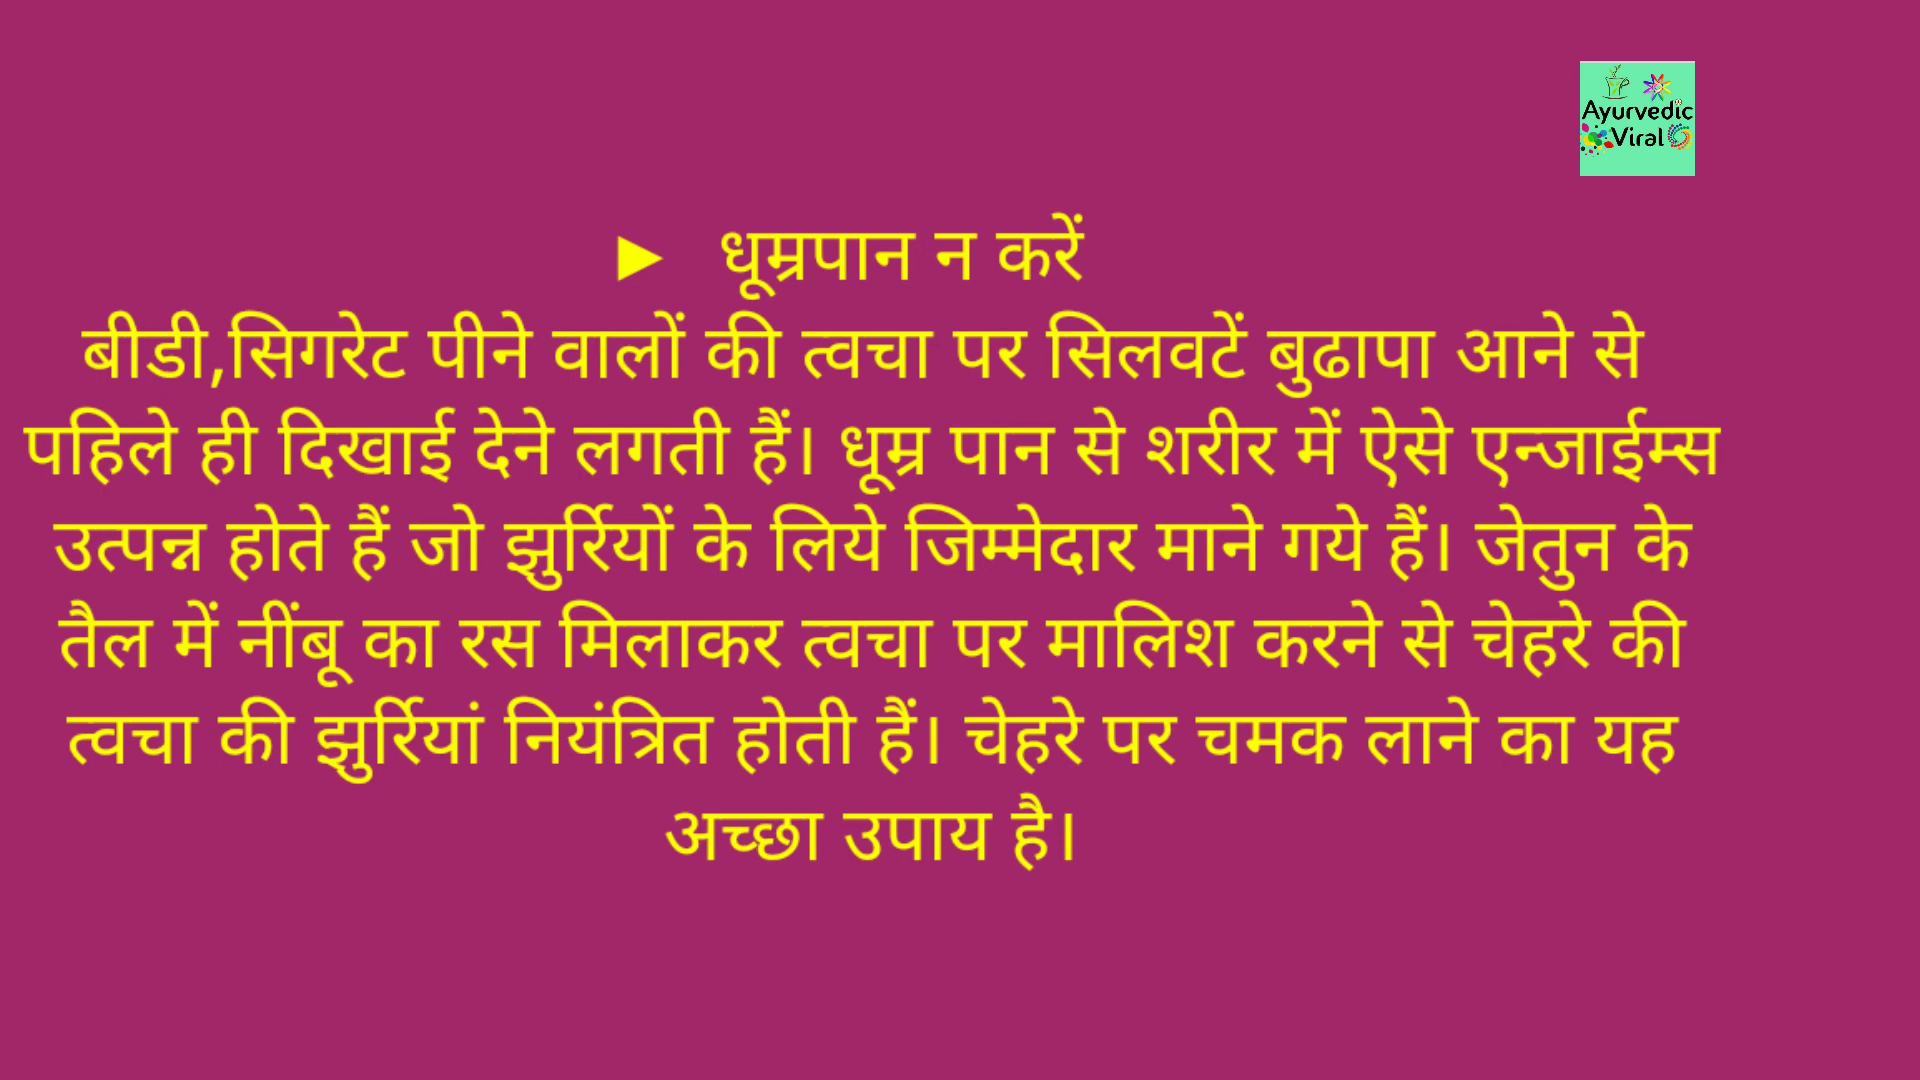 Ayurvedic
Viral
► धूम्रपान न करें
बीडी,सिगरेट पीने वालों की त्वचा पर सिलवटें बुढापा आने से
पहिले ही दिखाई देने लगती हैं। धूम्र पान से शरीर में ऐसे एन्जाईम्स
उत्पन्न होते हैं जो झुर्रियों के लिये जिम्मेदार माने गये हैं। जेतुन के
तैल में नींबू का रस मिलाकर त्वचा पर मालिश करने से चेहरे की
त्वचा की झुर्रियां नियंत्रित होती हैं। चेहरे पर चमक लाने का यह
अच्छा उपाय है।